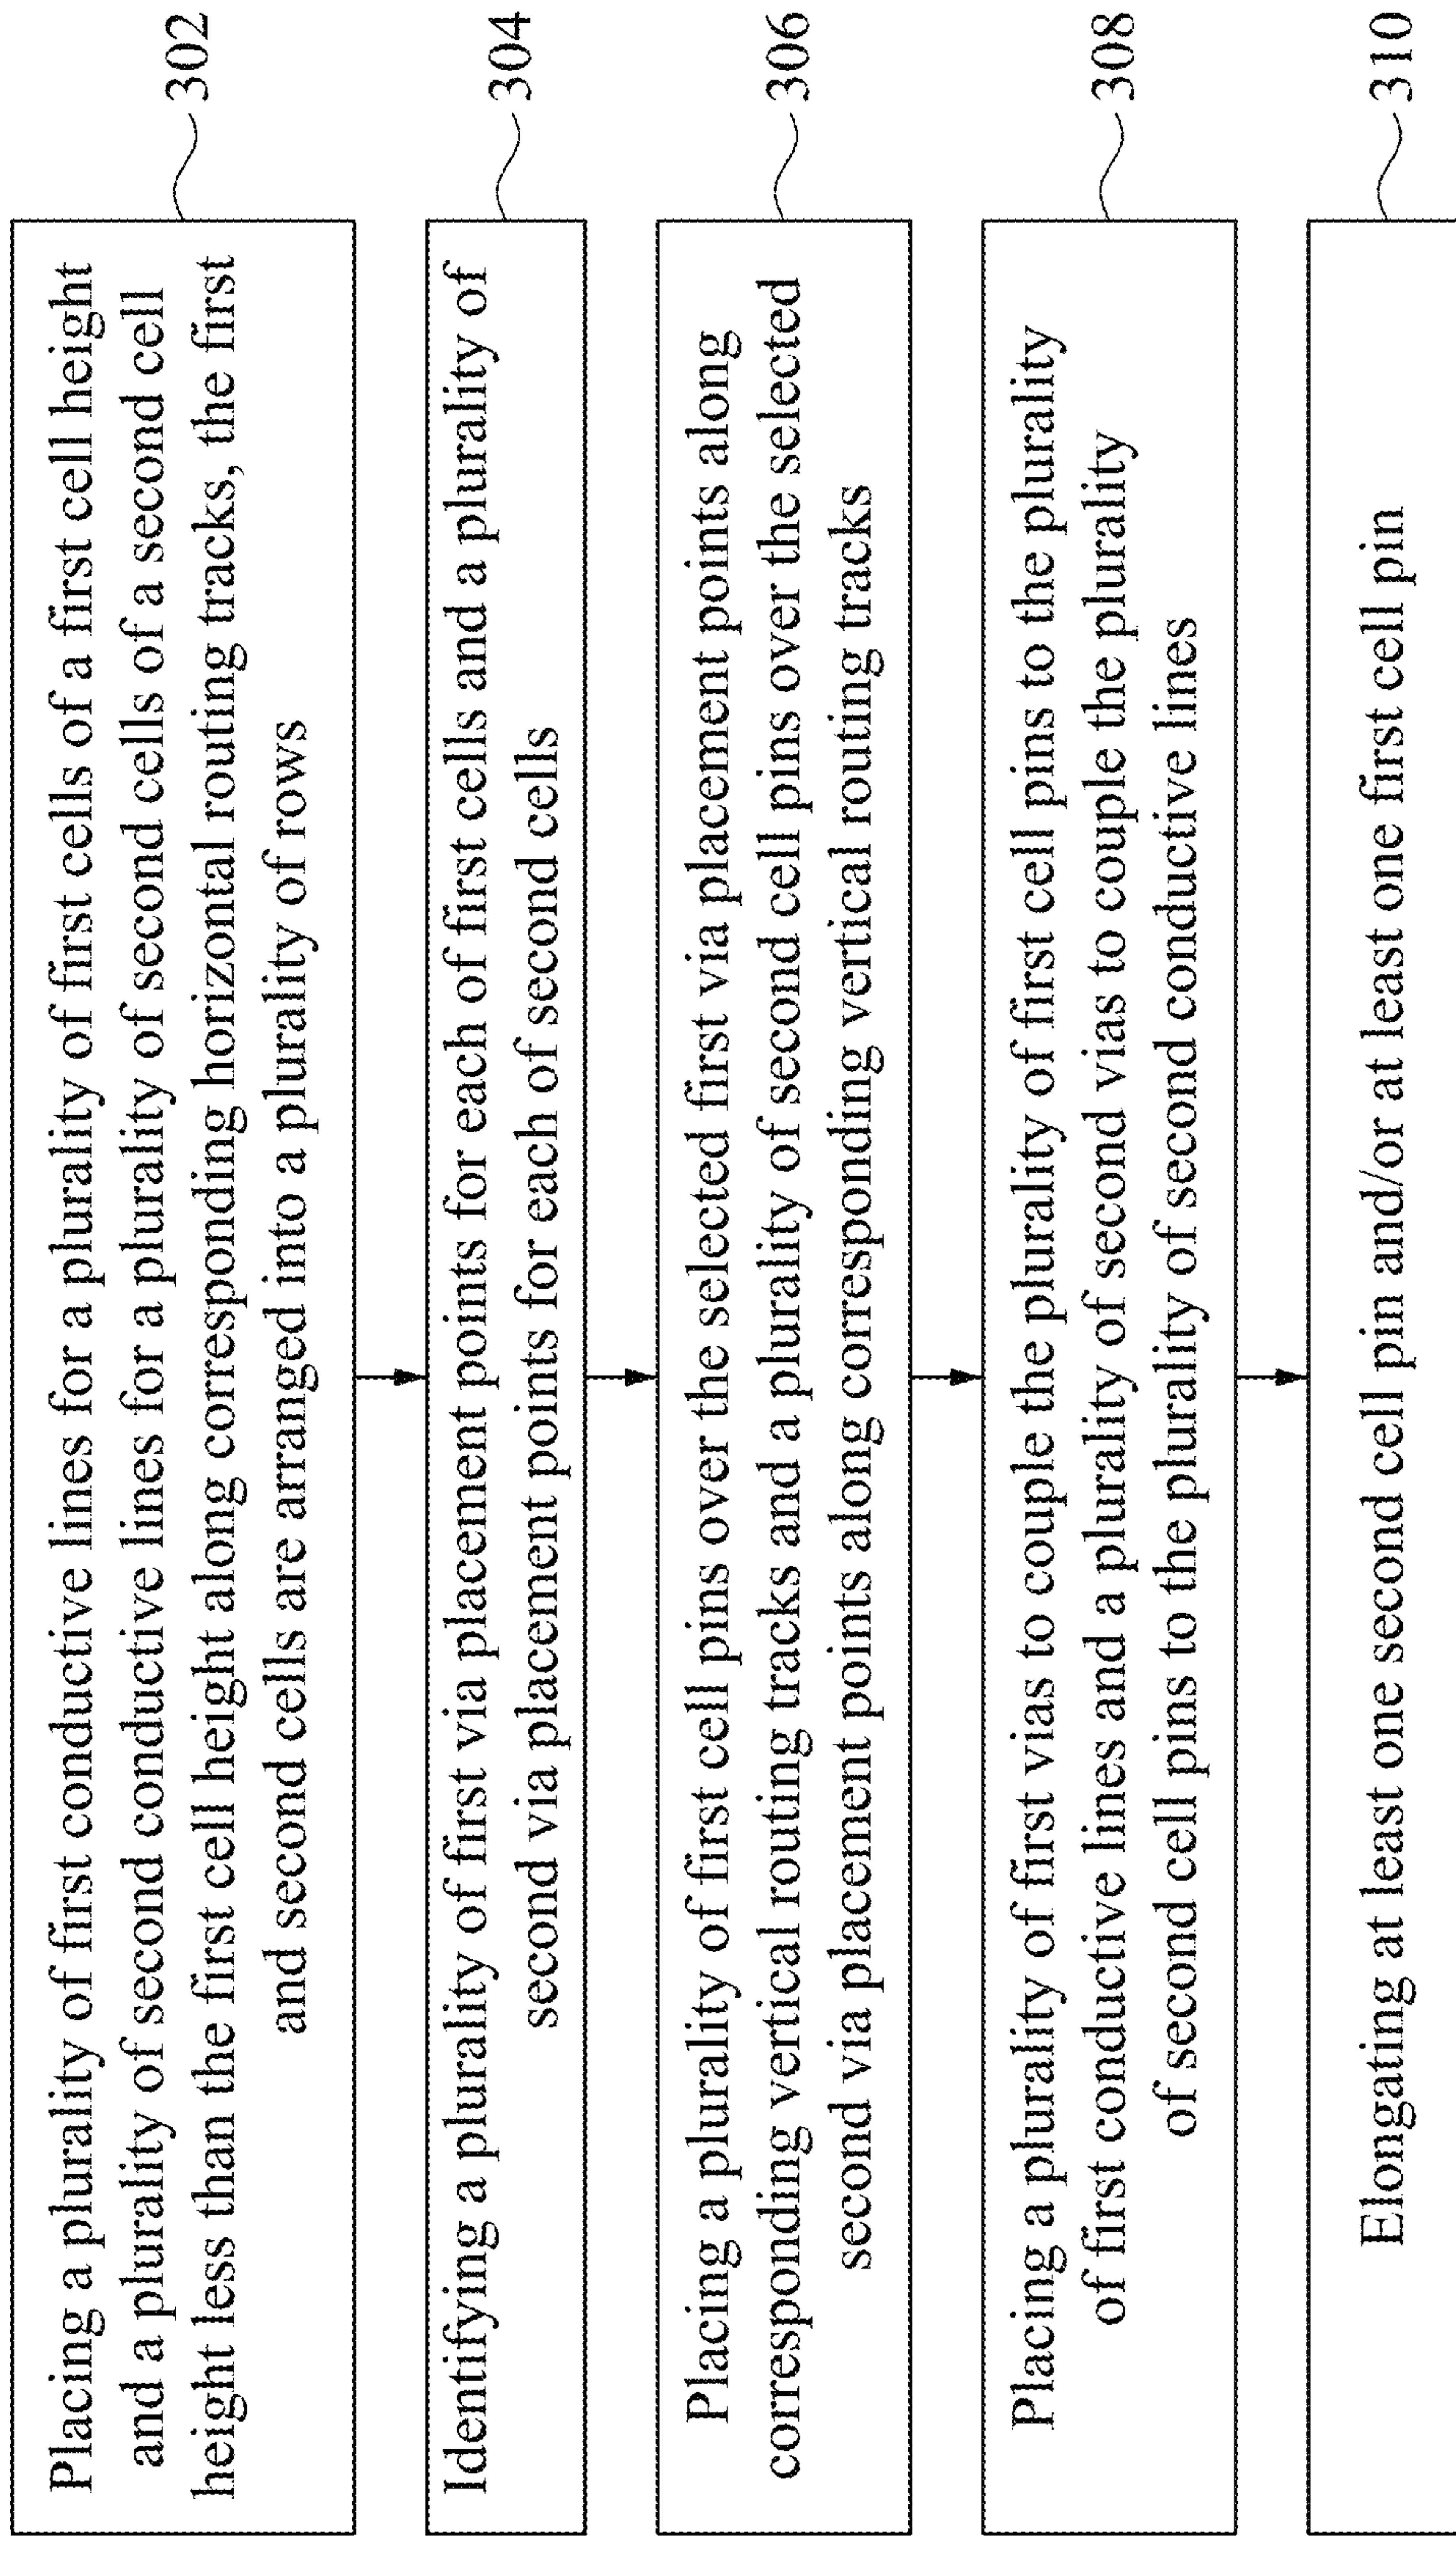 Placing a plurality of first conductive lines for a plurality of first cells of a first cell height
and a plurality of second conductive lines for a plurality of second cells of a second cell
height less than the first cell height along corresponding horizontal routing tracks, the first
and second cells are arranged into a plurality of rows
302
Identifying a plurality of first via placement points for each of first cells and a plurality of
second via placement points for each of second cells
304
Placing a plurality of first cell pins over the selected first via placement points along
corresponding vertical routing tracks and a plurality of second cell pins over the selected
second via placement points along corresponding vertical routing tracks
306
Placing a plurality of first vias to couple the plurality of first cell pins to the plurality
of first conductive lines and a plurality of second vias to couple the plurality
of second cell pins to the plurality of second conductive lines
308
Elongating at least one second cell pin and/or at least one first cell pin
310